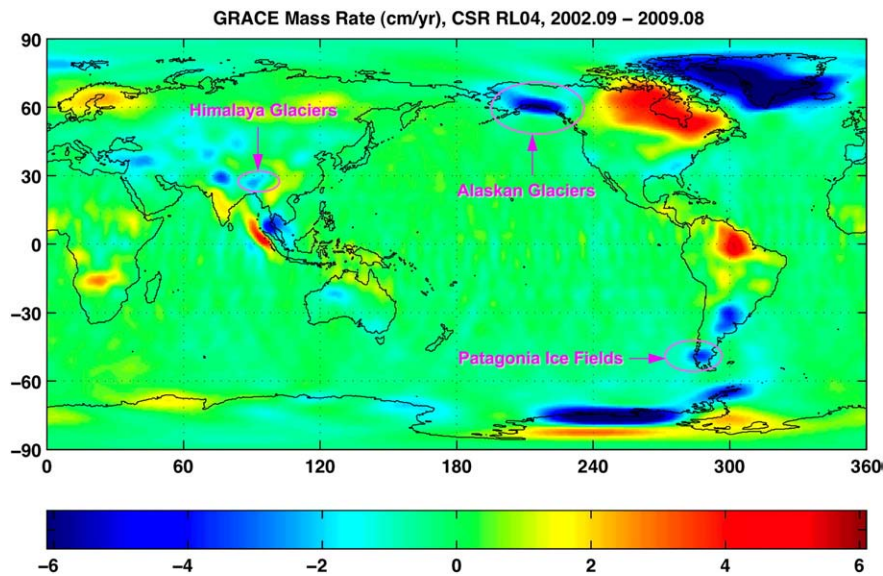 GRACE Mass Rate (cm/yr), CSR RL04, 2002.09 − 2009.08
90
60
30
0
−30
−60
−90
Himalaya Glaciers
Alaskan Glaciers
Patagonia Ice Fields
0 60 120 180 240 300 360
−6 −4 −2 0 2 4 6